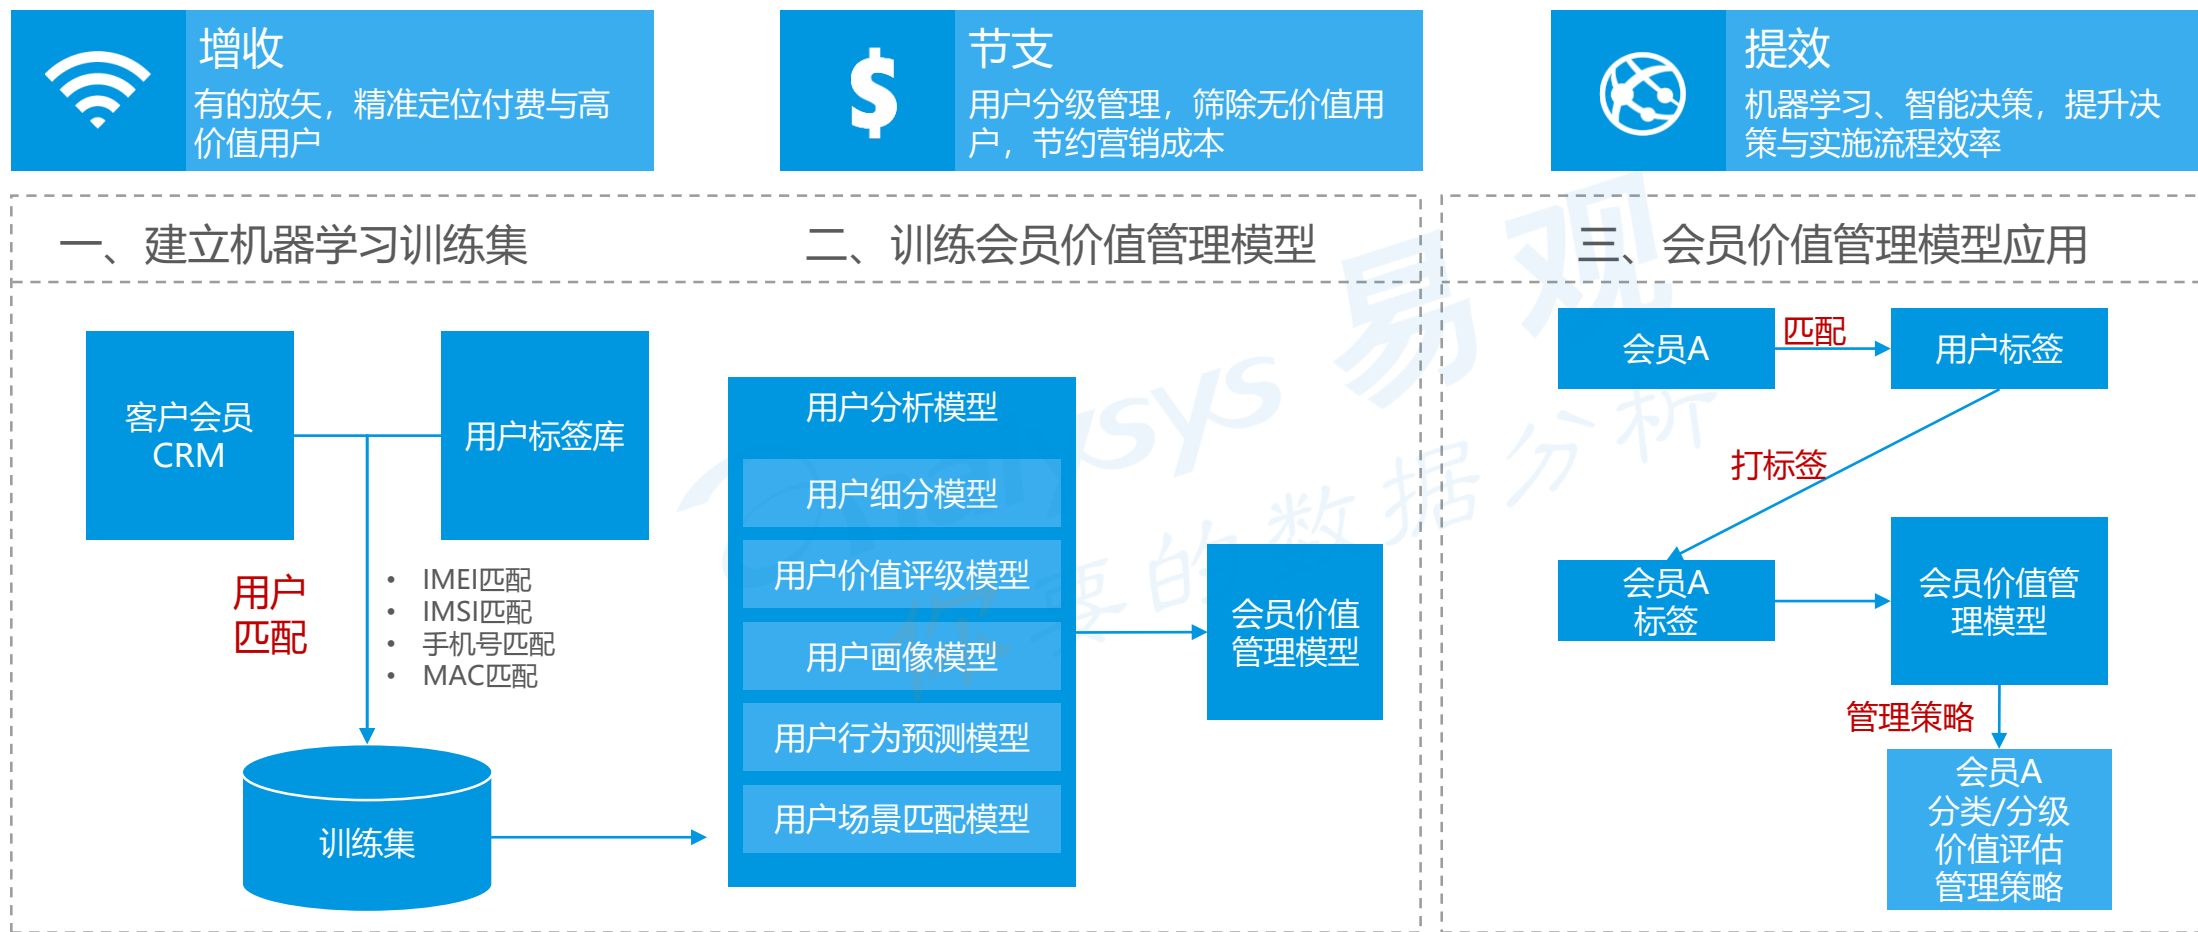 增收
有的放矢，精准定位付费与高
价值用户
节支
用户分级管理，筛除无价值用
户，节约营销成本
提效
机器学习、智能决策，提升决
策与实施流程效率
一、建立机器学习训练集
二、训练会员价值管理模型
三、会员价值管理模型应用
客户会员
CRM
用户标签库
用户
匹配
• IMEI匹配
• IMSI匹配
• 手机号匹配
• MAC匹配
训练集
用户分析模型
用户细分模型
用户价值评级模型
用户画像模型
用户行为预测模型
用户场景匹配模型
会员价值
管理模型
会员A
匹配
用户标签
打标签
会员A
标签
会员价值管
理模型
管理策略
会员A
分类/分级
价值评估
管理策略
analysys 易观
你要的数据分析